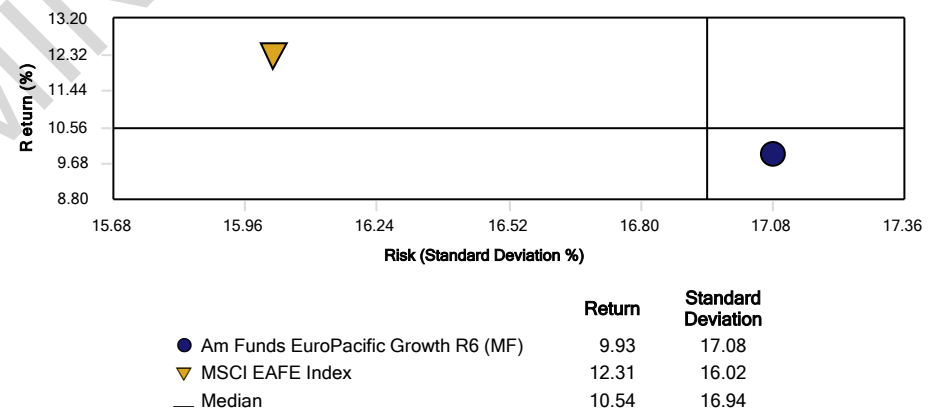 13.20
12.32
11.44
10.56
9.68
8.80
Return (%)
15.68 15.96 16.24 16.52 16.80 17.08 17.36
Risk (Standard Deviation %)
Return Standard Deviation
Am Funds EuroPacific Growth R6 (MF) 9.93 17.08
MSCI EAFE Index 12.31 16.02
Median 10.54 16.94